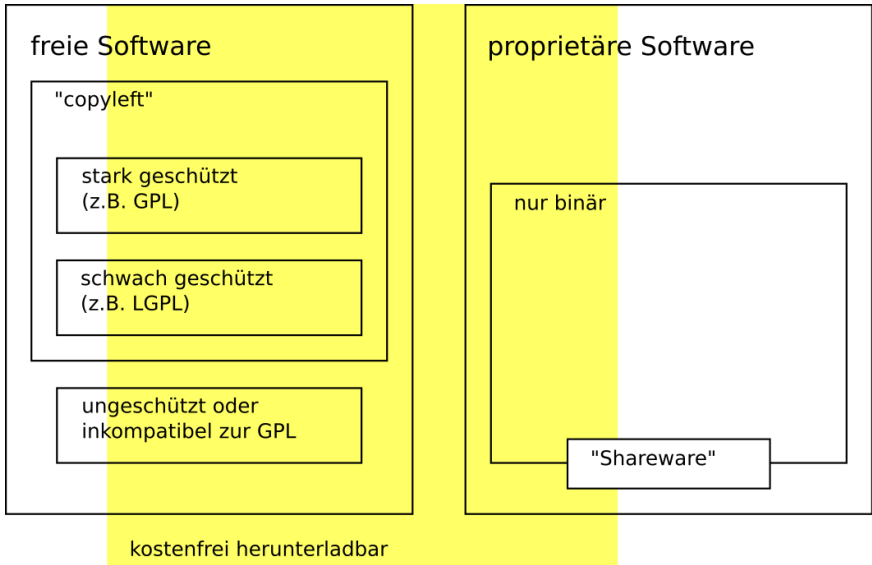 freie Software
"copyleft"
stark geschützt
(z.B. GPL)
schwach geschützt
(z.B. LGPL)
ungeschützt oder
inkompatibel zur GPL
proprietäre Software
nur binär
"Shareware"
kostenfrei herunterladbar